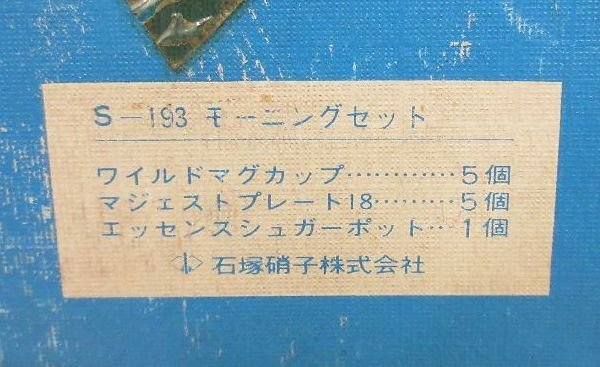 S-193 モーニングセット
ワイルドマグカップ…………5個
マジェストプレート18………5個
エッセンスシュガーポット…1個
石塚硝子株式会社